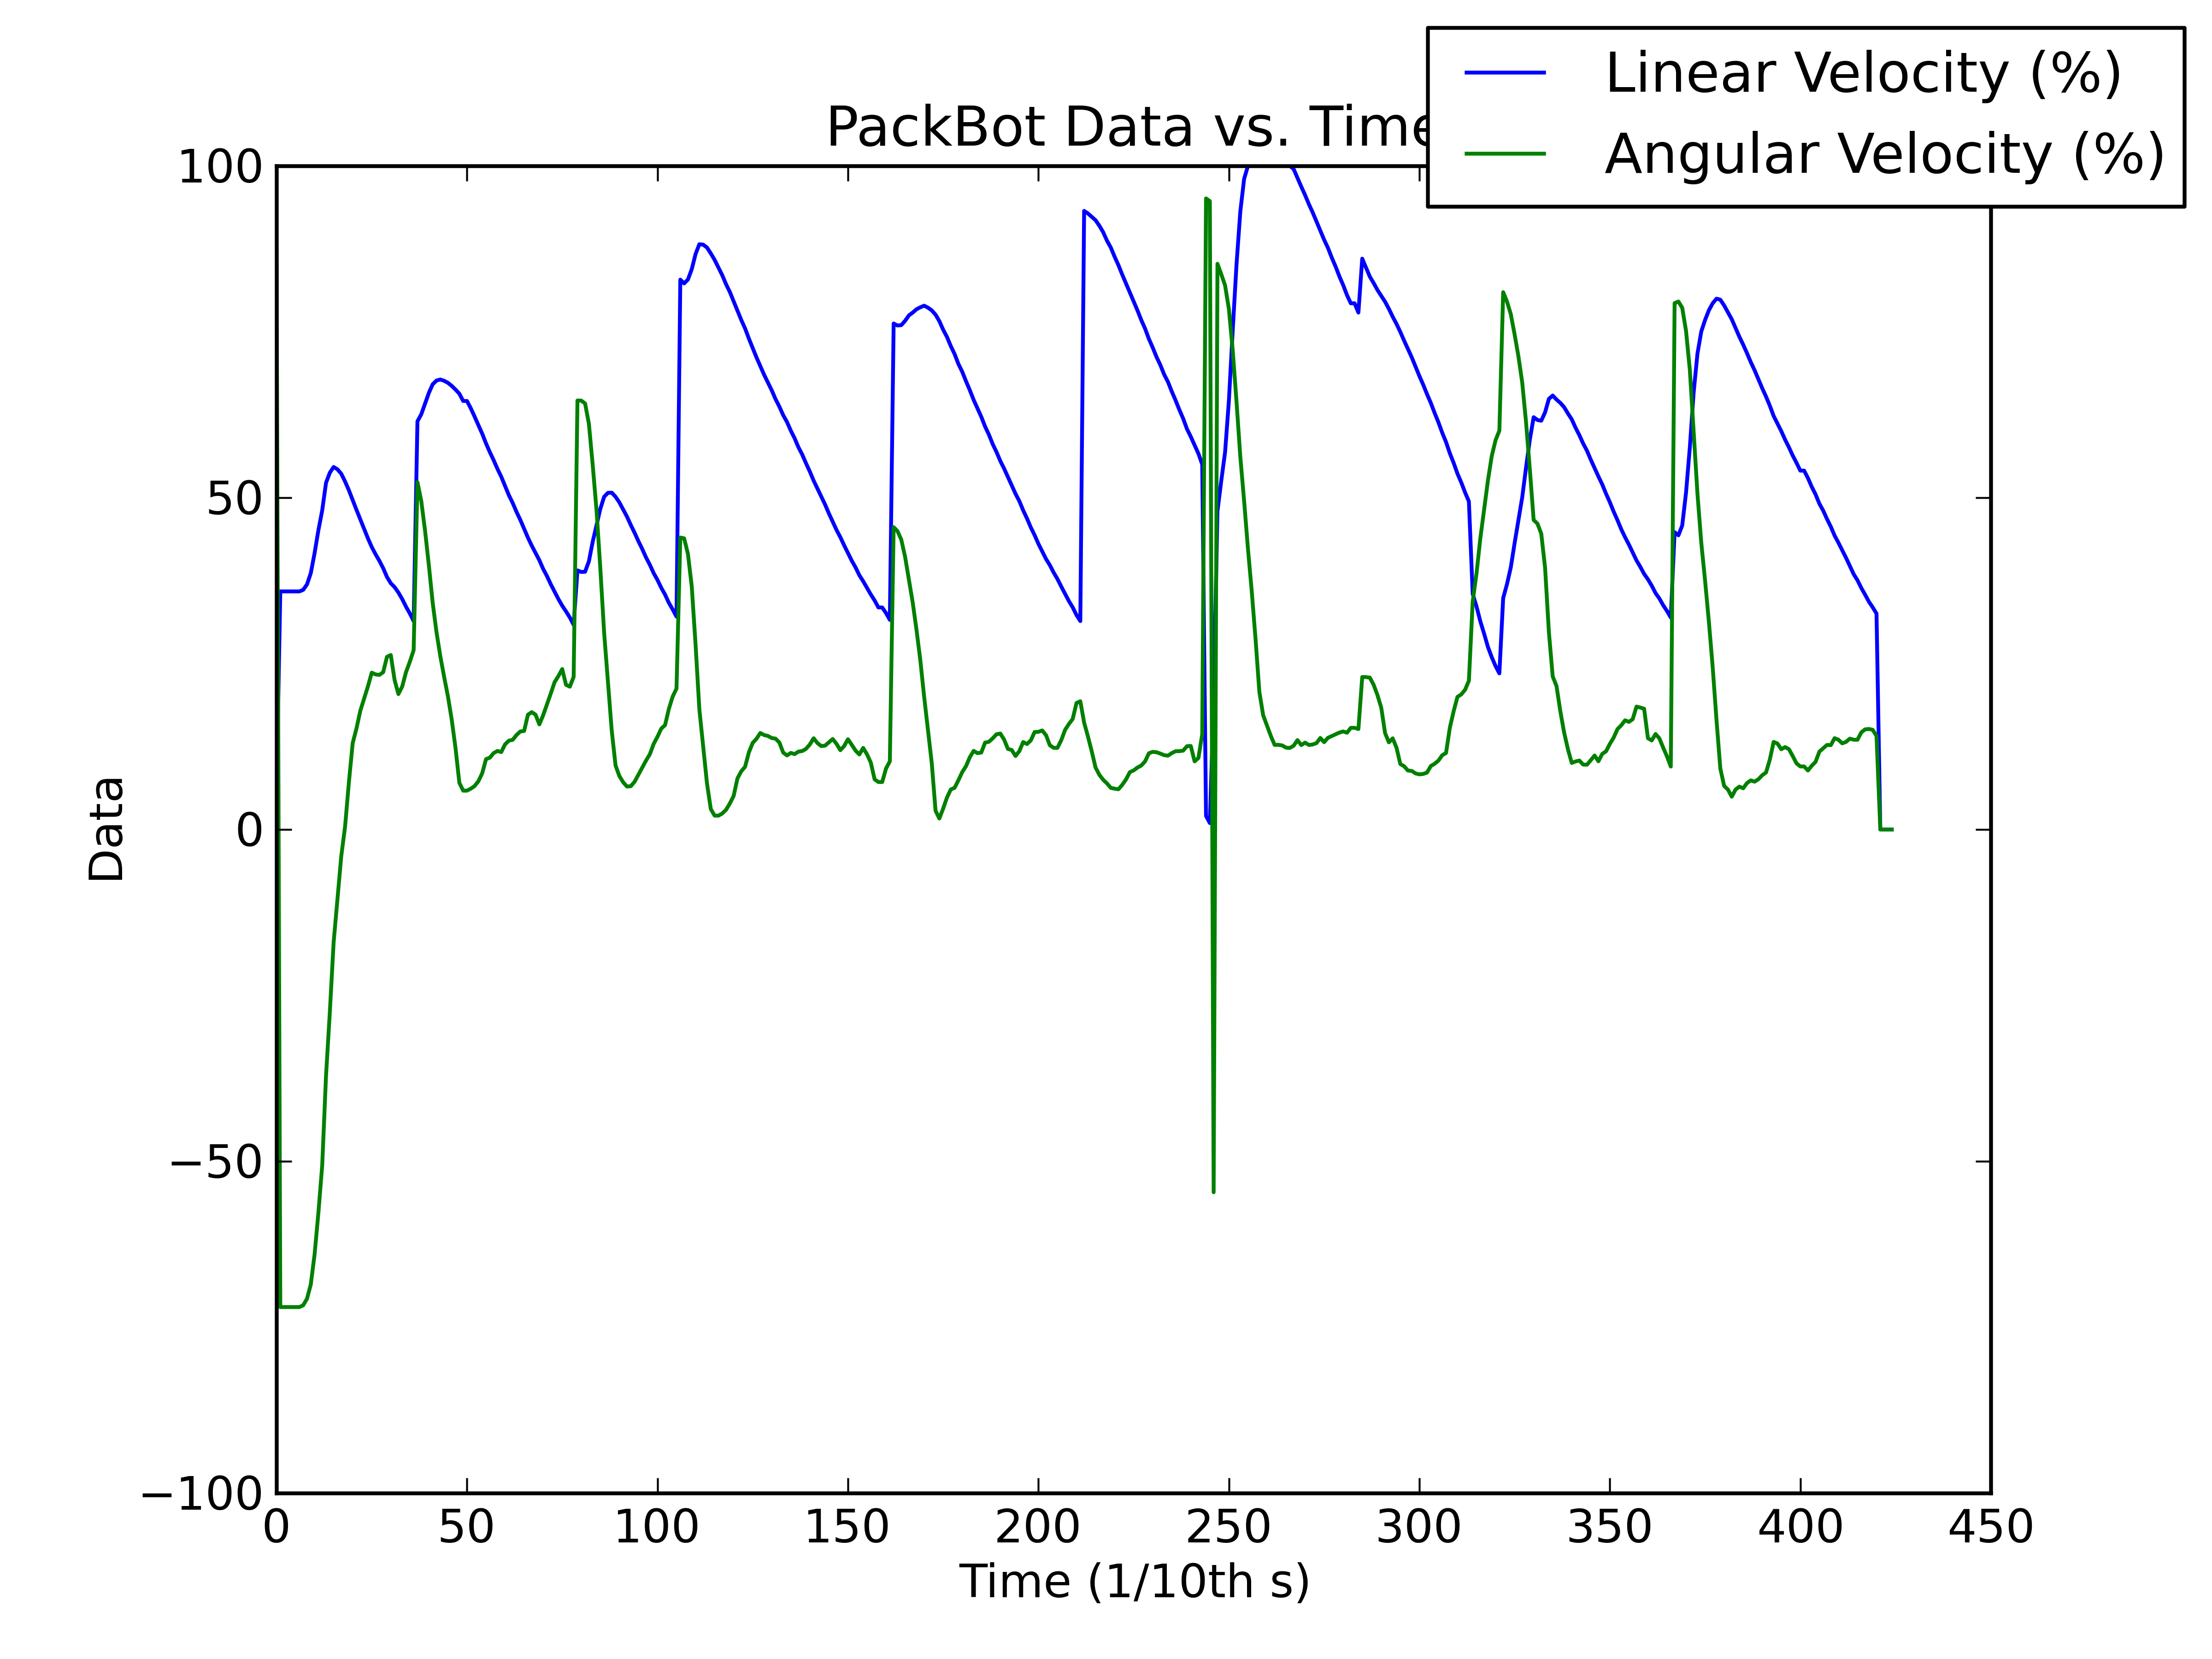 Linear Velocity (%)
Angular Velocity (%)
PackBot Data vs. Time
100
50
0
−50
−100
Data
0 50 100 150 200 250 300 350 400 450
Time (1/10th s)